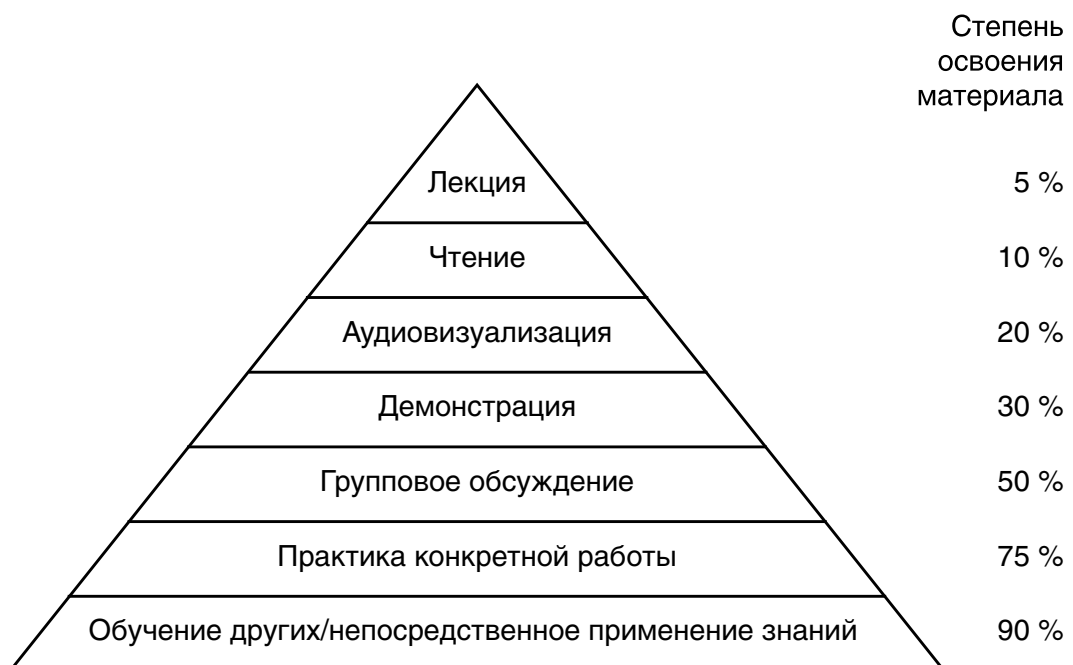 Степень
освоения
материала
Лекция 5 %
Чтение 10 %
Аудиовизуализация 20 %
Демонстрация 30 %
Групповое обсуждение 50 %
Практика конкретной работы 75 %
Обучение других/непосредственное применение знаний 90 %